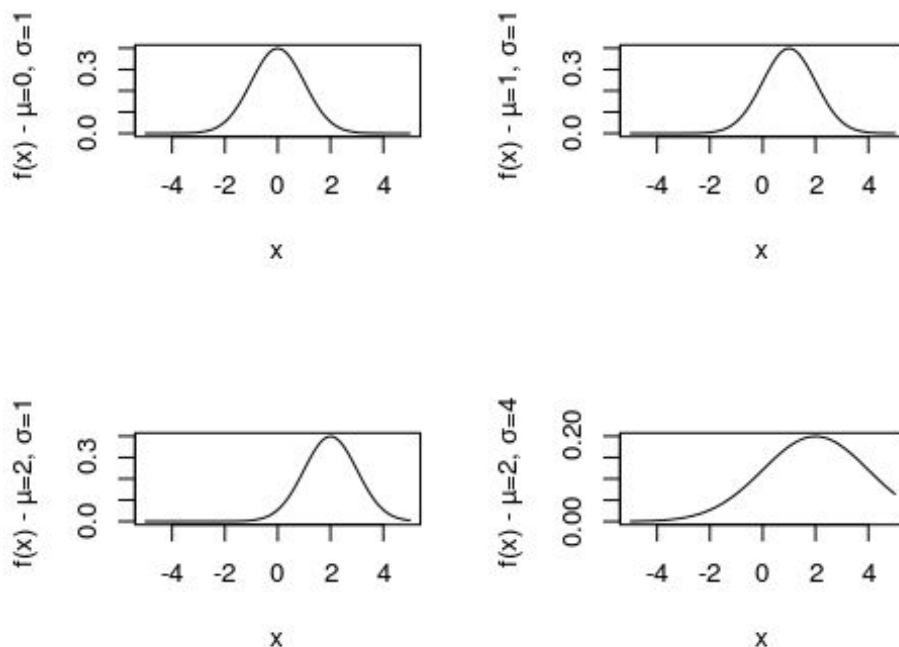 f(x) - μ=0, σ=1
0.0 0.3
-4 -2 0 2 4
x
f(x) - μ=1, σ=1
0.0 0.3
-4 -2 0 2 4
x
f(x) - μ=2, σ=1
0.0 0.3
-4 -2 0 2 4
x
f(x) - μ=2, σ=4
0.00 0.20
-4 -2 0 2 4
x